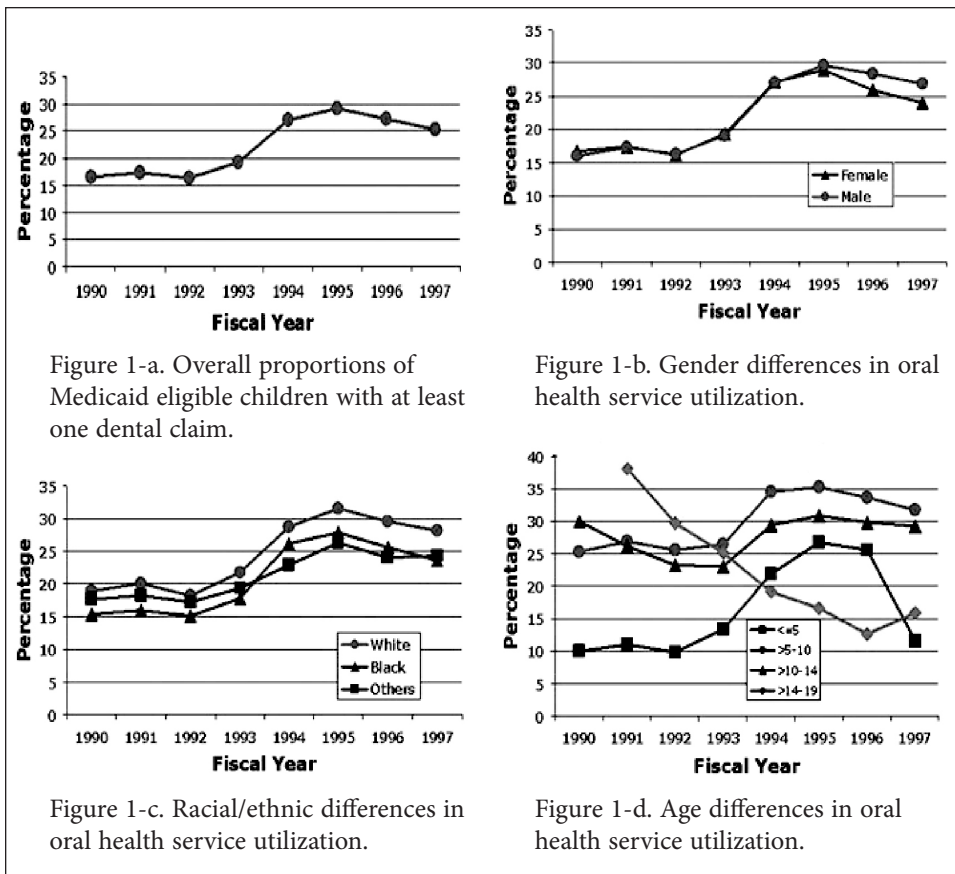 35
30
25
20
15
10
5
0
Percentage
1990 1991 1992 1993 1994 1995 1996 1997
Fiscal Year
Figure 1-a. Overall proportions of
Medicaid eligible children with at least
one dental claim.
35
30
25
20
15
10
5
0
Percentage
Female
Male
1990 1991 1992 1993 1994 1995 1996 1997
Fiscal Year
Figure 1-b. Gender differences in oral
health service utilization.
35
30
25
20
15
10
5
0
Percentage
White
Black
Others
1990 1991 1992 1993 1994 1995 1996 1997
Fiscal Year
Figure 1-c. Racial/ethnic differences in
oral health service utilization.
40
35
30
25
20
15
10
5
0
Percentage
<=5
>5-10
>10-14
>14-19
1990 1991 1992 1993 1994 1995 1996 1997
Fiscal Year
Figure 1-d. Age differences in oral
health service utilization.